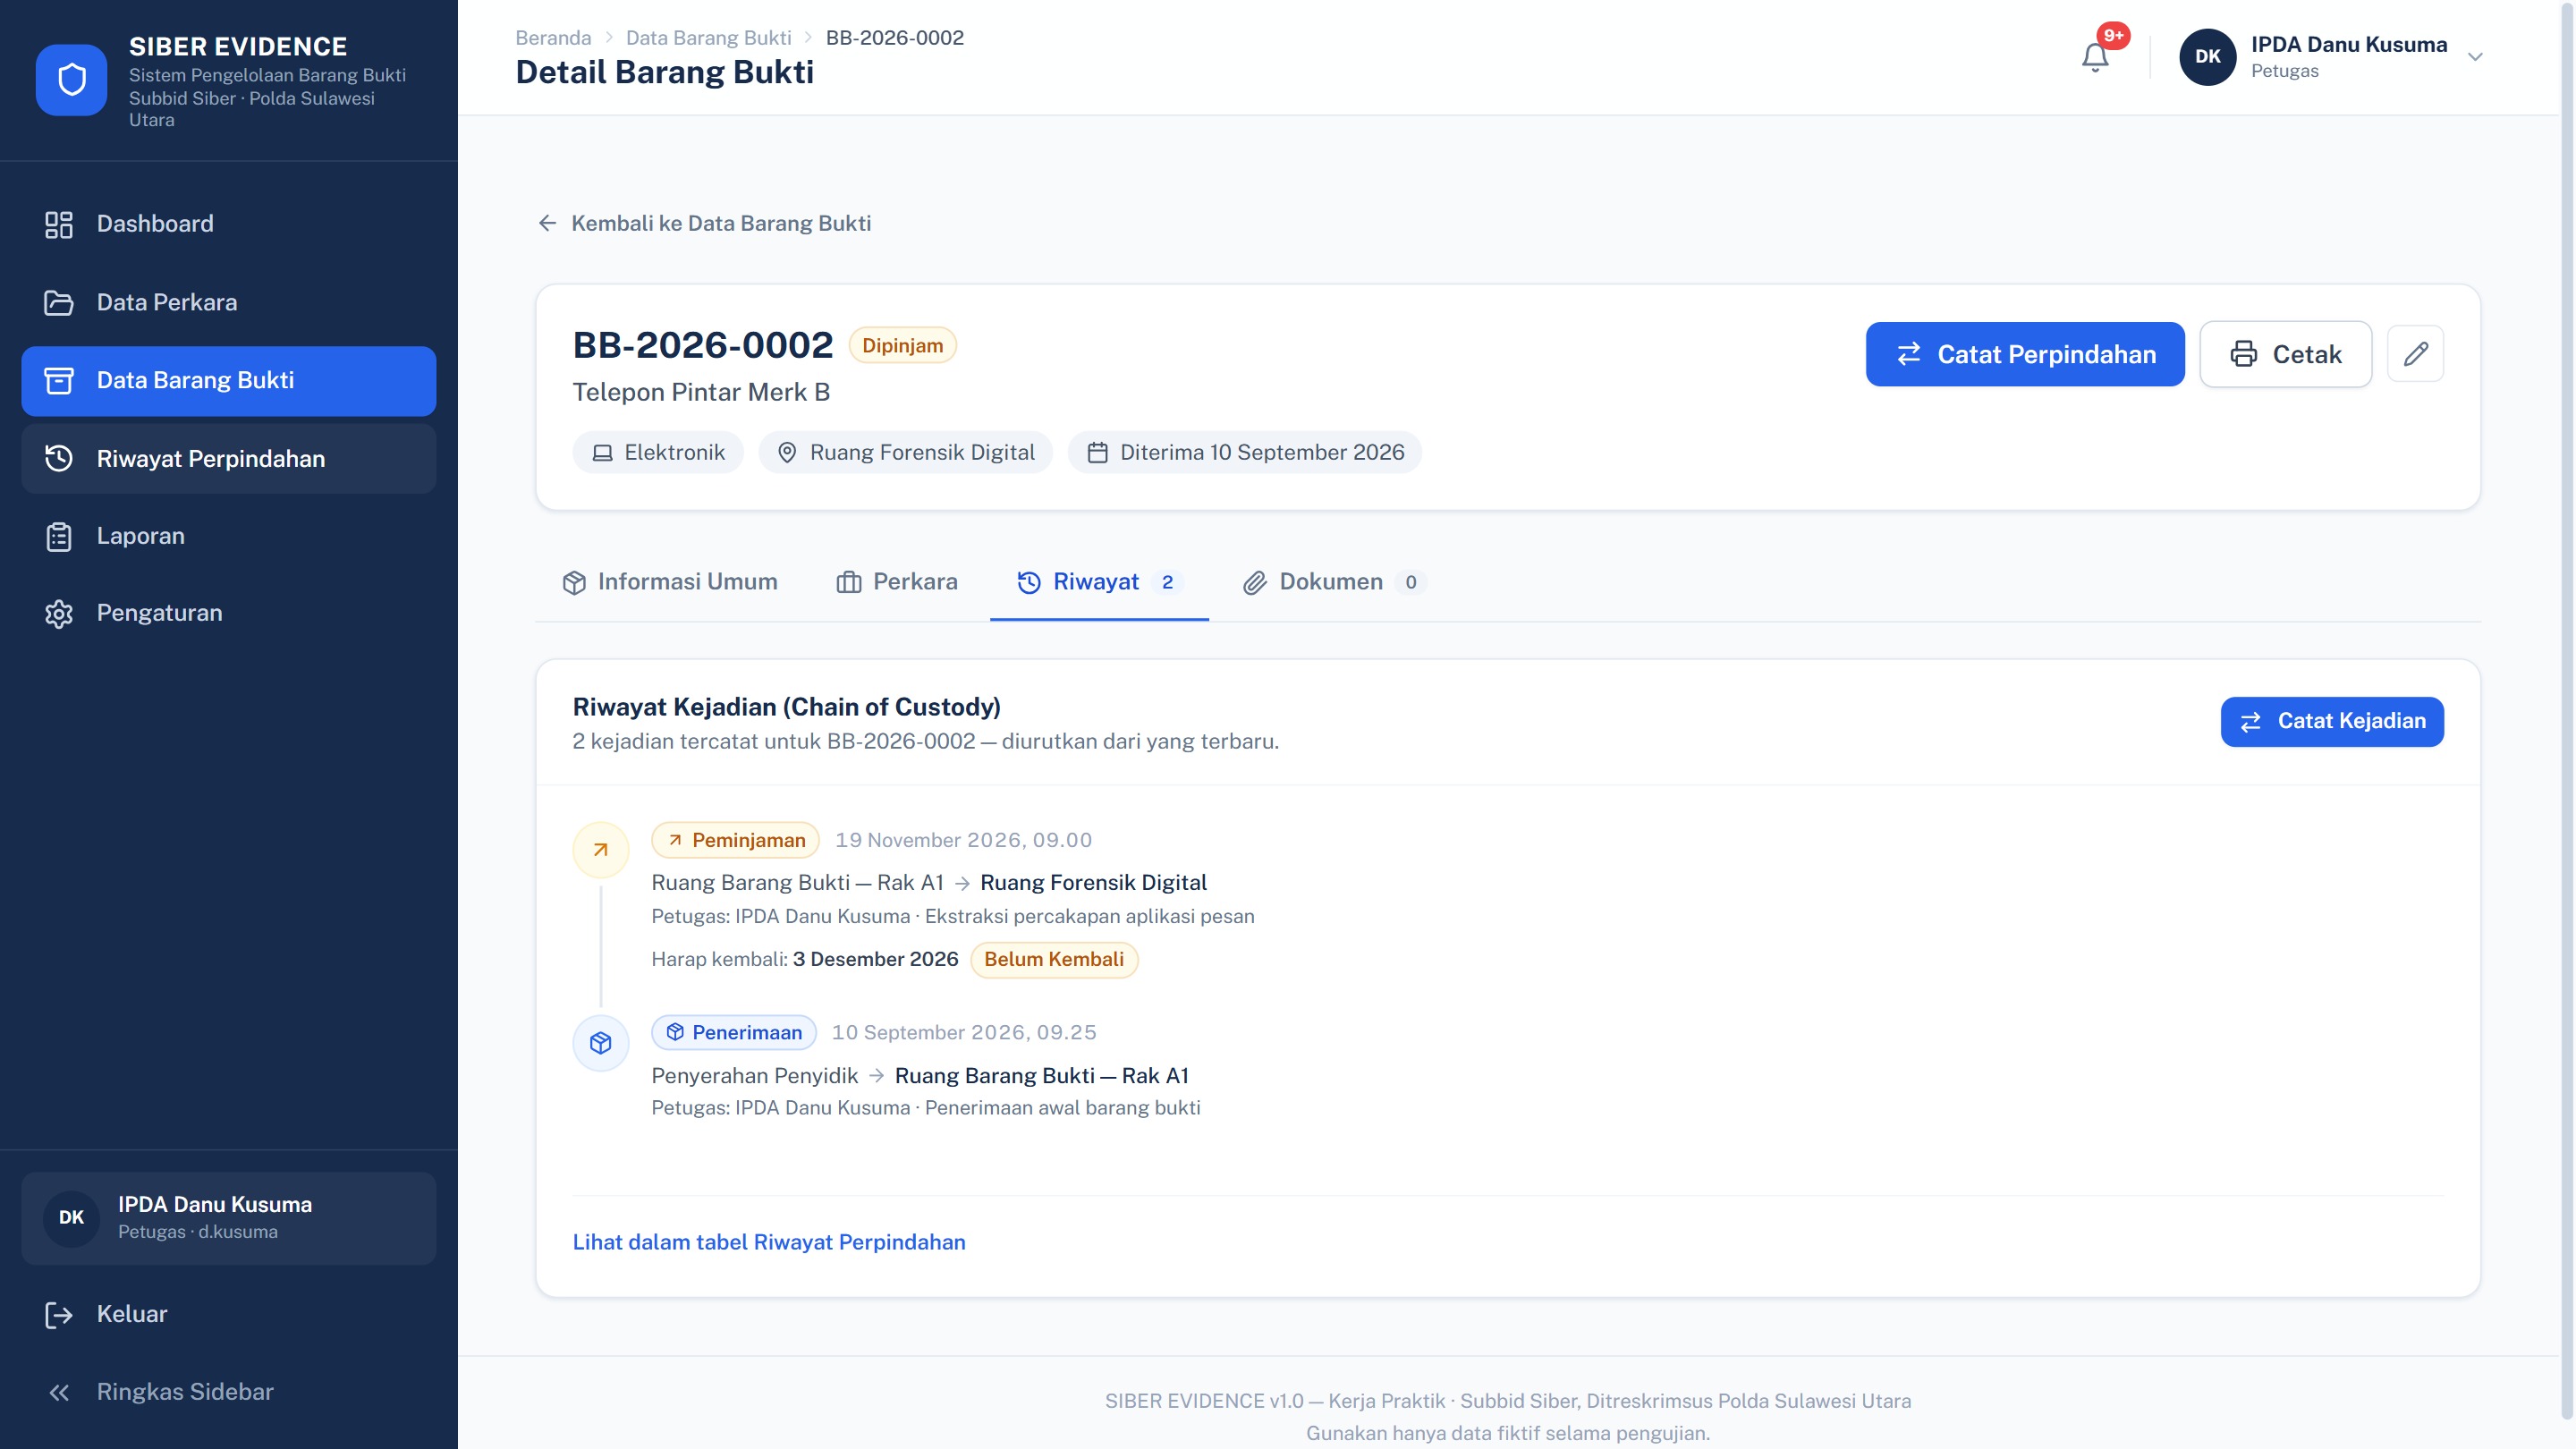 SIBER EVIDENCE
Sistem Pengelolaan Barang Bukti
Subbid Siber · Polda Sulawesi
Utara
Dashboard
Data Perkara
Data Barang Bukti
Riwayat Perpindahan
Laporan
Pengaturan
DK
IPDA Danu Kusuma
Petugas · d.kusuma
Keluar
Ringkas Sidebar
Beranda > Data Barang Bukti > BB-2026-0002
Detail Barang Bukti
9+
DK
IPDA Danu Kusuma
Petugas
Kembali ke Data Barang Bukti
BB-2026-0002 Dipinjam
Telepon Pintar Merk B
Elektronik Ruang Forensik Digital Diterima 10 September 2026
Catat Perpindahan Cetak
Informasi Umum Perkara Riwayat 2 Dokumen 0
Riwayat Kejadian (Chain of Custody)
2 kejadian tercatat untuk BB-2026-0002 — diurutkan dari yang terbaru.
Catat Kejadian
Peminjaman 19 November 2026, 09.00
Ruang Barang Bukti — Rak A1 → Ruang Forensik Digital
Petugas: IPDA Danu Kusuma · Ekstraksi percakapan aplikasi pesan
Harap kembali: 3 Desember 2026 Belum Kembali
Penerimaan 10 September 2026, 09.25
Penyerahan Penyidik → Ruang Barang Bukti — Rak A1
Petugas: IPDA Danu Kusuma · Penerimaan awal barang bukti
Lihat dalam tabel Riwayat Perpindahan
SIBER EVIDENCE v1.0 — Kerja Praktik · Subbid Siber, Ditreskrimsus Polda Sulawesi Utara
Gunakan hanya data fiktif selama pengujian.